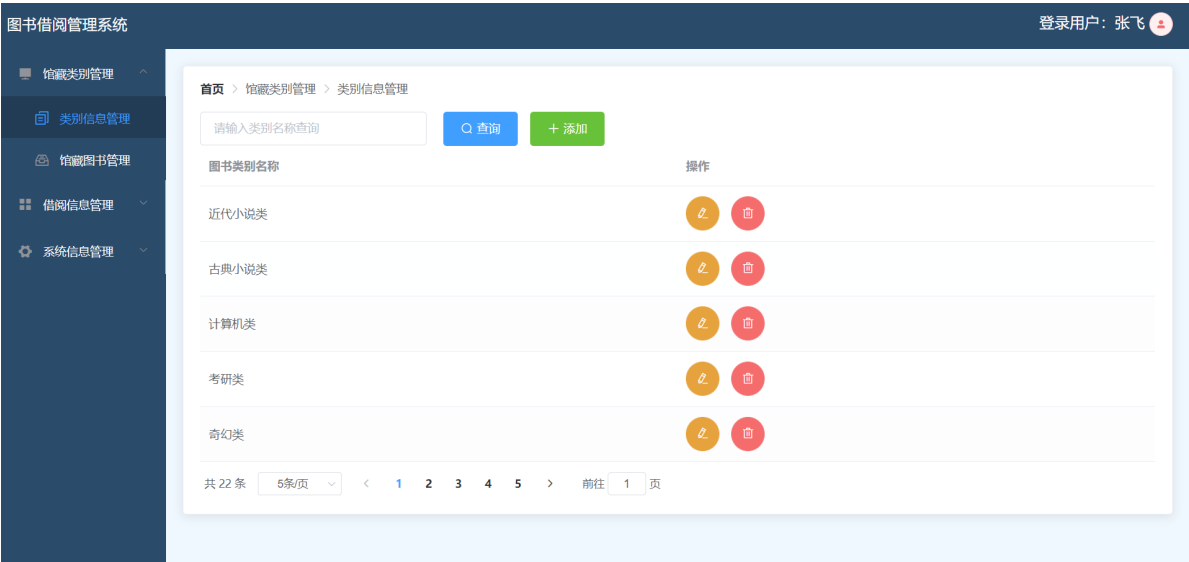 图书借阅管理系统
登录用户：张飞
馆藏类别管理
类别信息管理
馆藏图书管理
借阅信息管理
系统信息管理
首页 > 馆藏类别管理 > 类别信息管理
请输入类别名称查询 查询 + 添加
图书类别名称 操作
近代小说类
古典小说类
计算机类
考研类
奇幻类
共 22 条 5条/页 < 1 2 3 4 5 > 前往 1 页